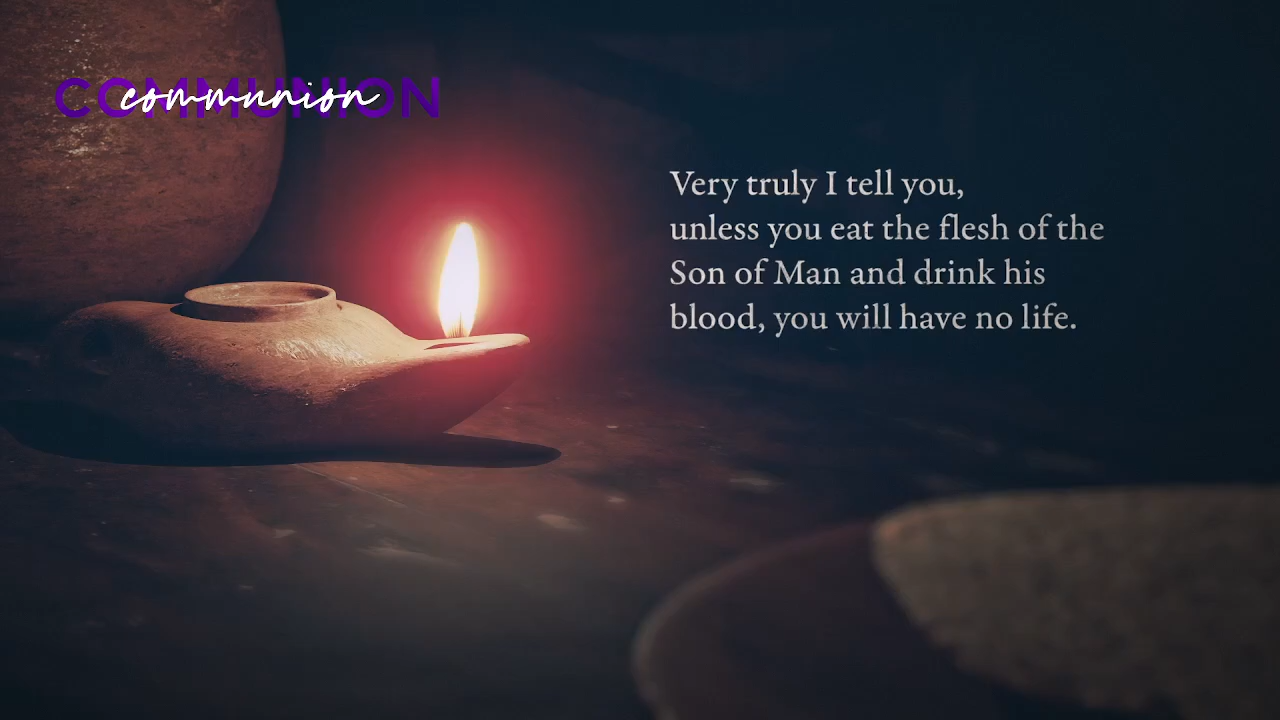 COMMUNION
communion
Very truly I tell you,
unless you eat the flesh of the
Son of Man and drink his
blood, you will have no life.